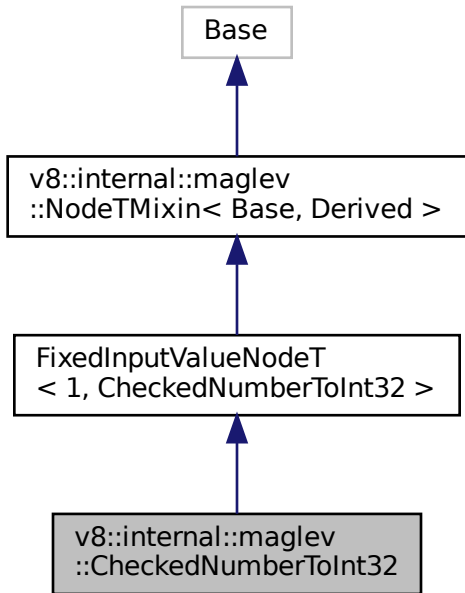 Base
v8::internal::maglev
::NodeTMixin< Base, Derived >
FixedInputValueNodeT
< 1, CheckedNumberToInt32 >
v8::internal::maglev
::CheckedNumberToInt32